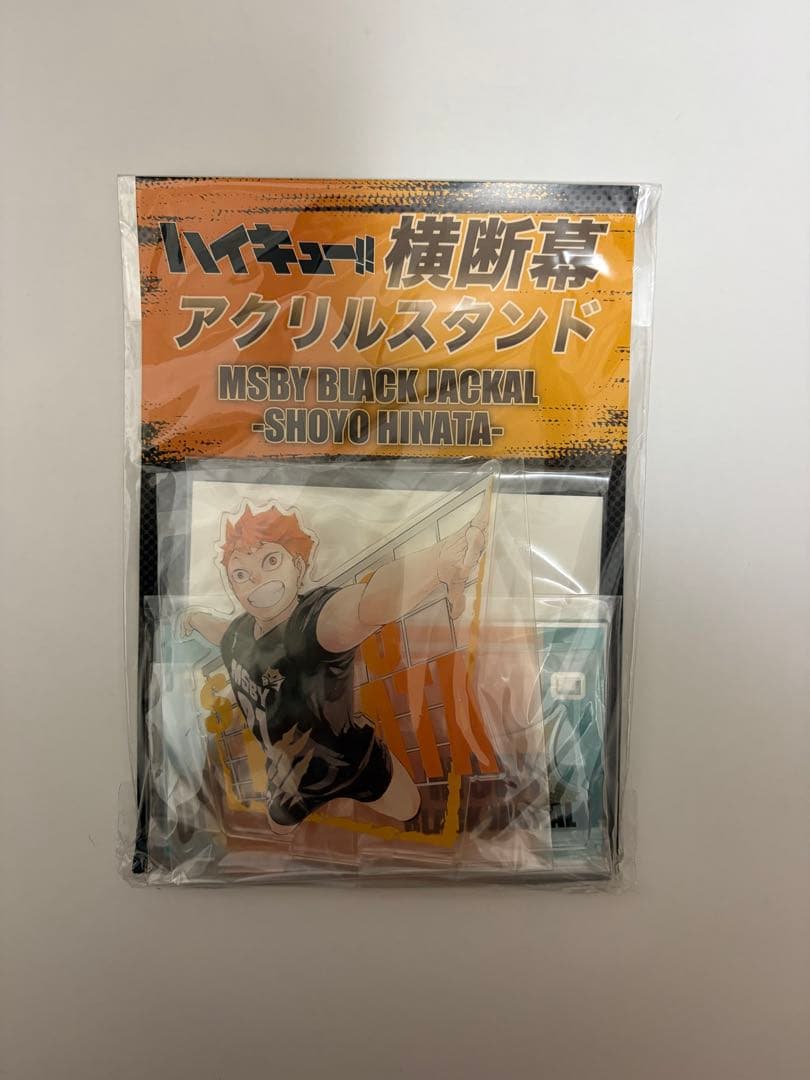 ハイキュー!! 横断幕
アクリルスタンド
MSBY BLACK JACKAL
-SHOYO HINATA-
MSBY